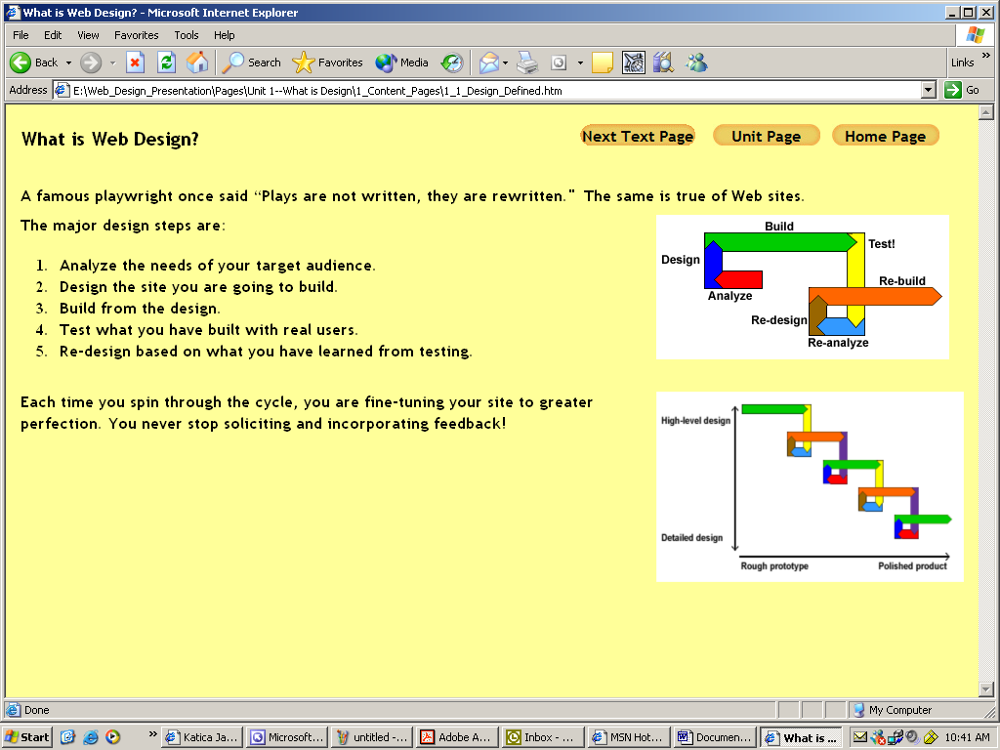 What is Web Design? - Microsoft Internet Explorer
File Edit View Favorites Tools Help
Back Search Favorites Media Links »
Address E:\Web_Design_Presentation\Pages\Unit 1--What is Design\1_Content_Pages\1_1_Design_Defined.htm Go
What is Web Design? Next Text Page Unit Page Home Page
A famous playwright once said “Plays are not written, they are rewritten." The same is true of Web sites.
The major design steps are:
1. Analyze the needs of your target audience.
2. Design the site you are going to build.
3. Build from the design.
4. Test what you have built with real users.
5. Re-design based on what you have learned from testing.
Build
Test!
Design
Re-build
Analyze
Re-design
Re-analyze
Each time you spin through the cycle, you are fine-tuning your site to greater
perfection. You never stop soliciting and incorporating feedback!
High-level design
Detailed design
Rough prototype Polished product
Done My Computer
Start » Katica Ja... Microsoft... untitled -... Adobe A... Inbox - ... MSN Hot... Documen... What is ... 10:41 AM